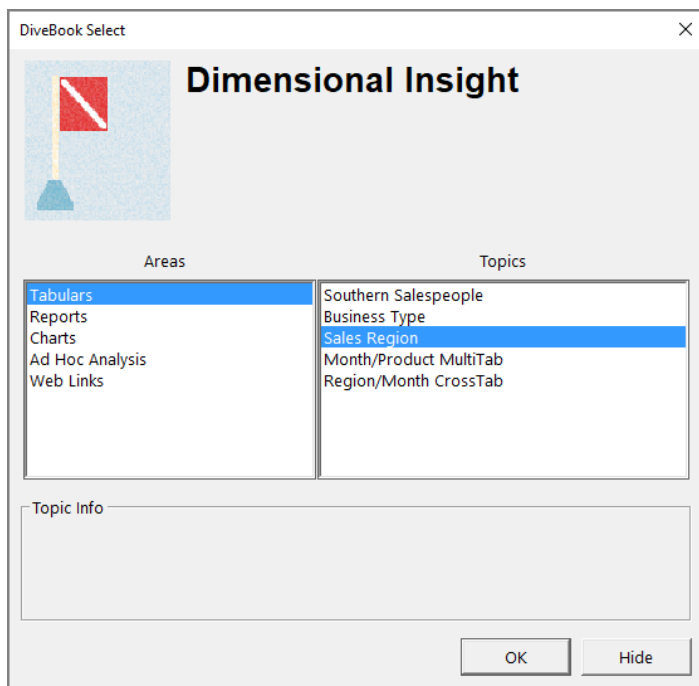 DiveBook Select
Dimensional Insight
Areas
Topics
Tabulars
Reports
Charts
Ad Hoc Analysis
Web Links
Southern Salespeople
Business Type
Sales Region
Month/Product MultiTab
Region/Month CrossTab
Topic Info
OK
Hide